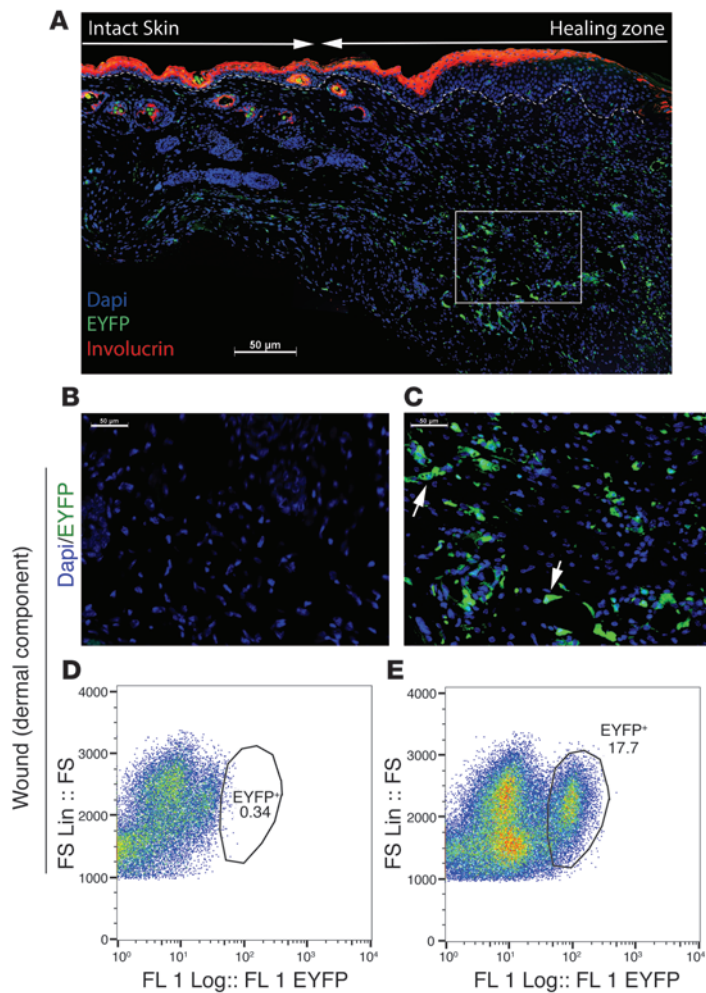 A
Intact Skin
Healing zone
Dapi
EYFP
Involucrin
50 µm
B
C
50 µm
50 µm
Wound (dermal component)
Dapi/EYFP
D
E
4000
3000
2000
1000
0
FS Lin :: FS
EYFP⁺
0.34
10⁰
10¹
10²
10³
10⁴
FL 1 Log:: FL 1 EYFP
4000
3000
2000
1000
0
FS Lin :: FS
EYFP⁺
17.7
10⁰
10¹
10²
10³
10⁴
FL 1 Log:: FL 1 EYFP